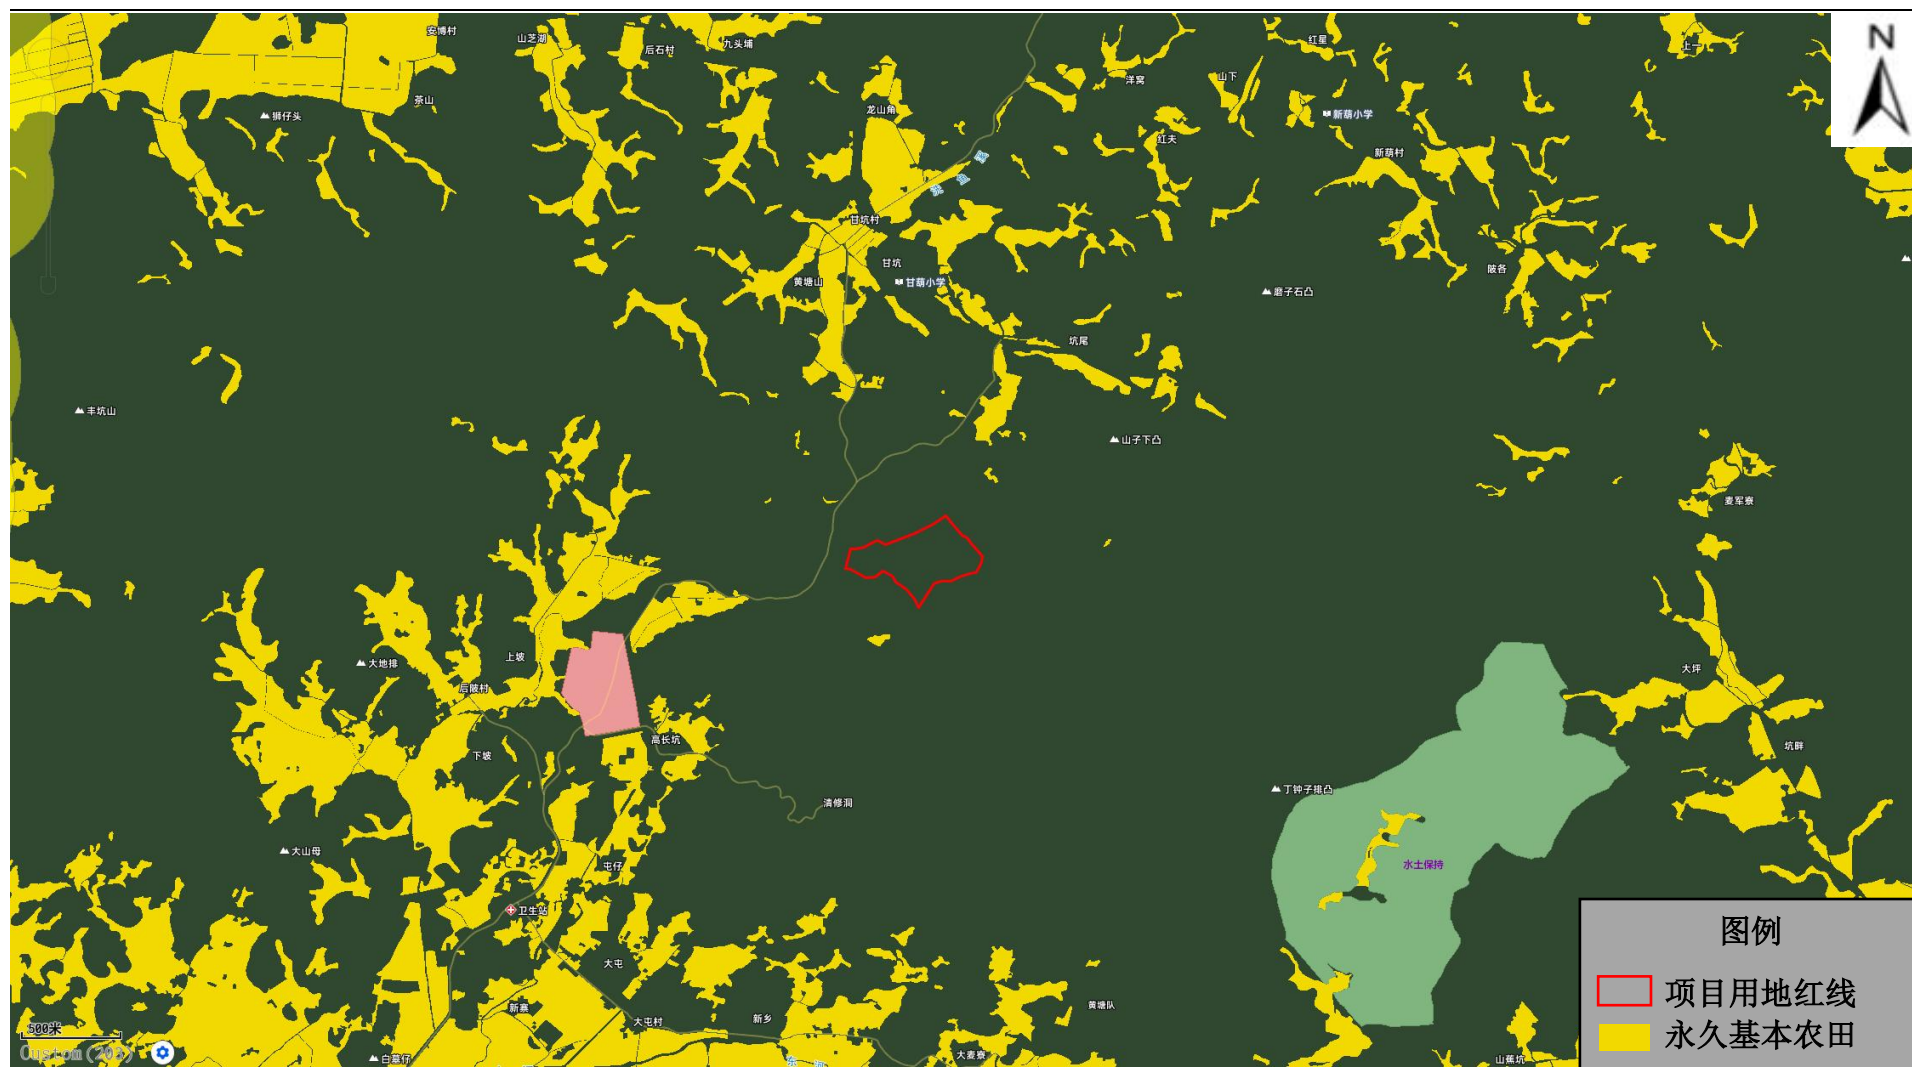 安博村
山芝湖
后石村
九头埔
红星
上一
N
洋窝
山下
茶山
狮仔头
龙山角
新葫小学
红夫
新葫村
甘坑村
甘坑
黄塘山
甘葫小学
陂各
磨子石凸
坑尾
丰坑山
山子下凸
麦军寮
上坡
大地排
后陂村
大坪
高长坑
坑畔
下坡
清修洞
丁钟子排凸
大山母
屯仔
水土保持
卫生站
大屯
新寨
大屯村
新乡
黄塘队
白墓仔
大麦寮
山蕉坑
东 河
500米
图例
项目用地红线
永久基本农田